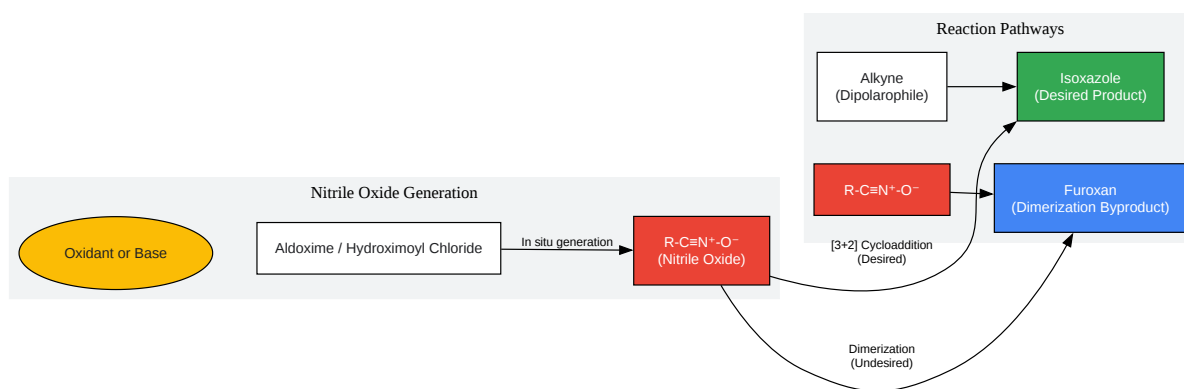 Reaction Pathways
Alkyne
(Dipolarophile)
Isoxazole
(Desired Product)
R-C≡N⁺-O⁻
Furoxan
(Dimerization Byproduct)
Nitrile Oxide Generation
Oxidant or Base
Aldoxime / Hydroximoyl Chloride
In situ generation
R-C≡N⁺-O⁻
(Nitrile Oxide)
[3+2] Cycloaddition
(Desired)
Dimerization
(Undesired)